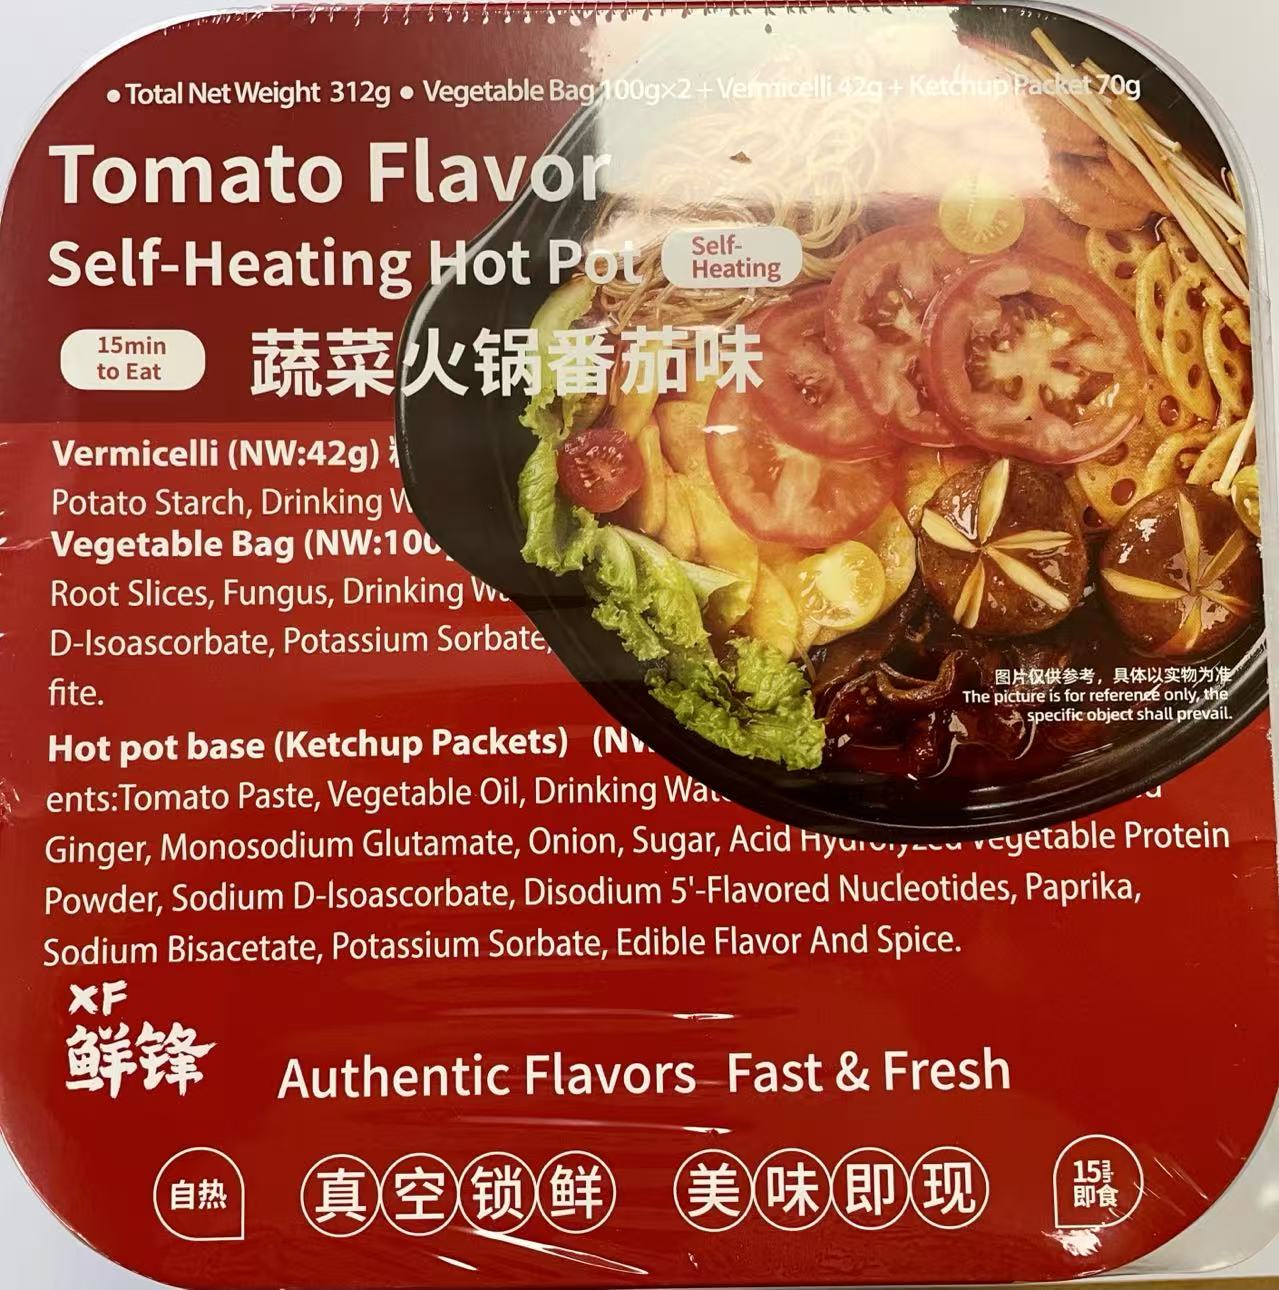 ● Total Net Weight 312g ● Vegetable Bag 100g×2 + Vermicelli 42g + Ketchup Packet 70g
Tomato Flavor
Self-Heating Hot Pot
Self-
Heating
15min
to Eat
蔬菜火锅番茄味
Vermicelli (NW:42g)
Potato Starch, Drinking
Vegetable Bag (NW:100
Root Slices, Fungus, Drinking
D-Isoascorbate, Potassium Sorbate,
fite.
图片仅供参考，具体以实物为准
The picture is for reference only, the
specific object shall prevail.
Hot pot base (Ketchup Packets) (NW
ents:Tomato Paste, Vegetable Oil, Drinking
Ginger, Monosodium Glutamate, Onion, Sugar, Acid Hydrolyzed Vegetable Protein
Powder, Sodium D-Isoascorbate, Disodium 5'-Flavored Nucleotides, Paprika,
Sodium Bisacetate, Potassium Sorbate, Edible Flavor And Spice.
XF
鲜锋
Authentic Flavors Fast & Fresh
自热
真空锁鲜
美味即现
15min
即食